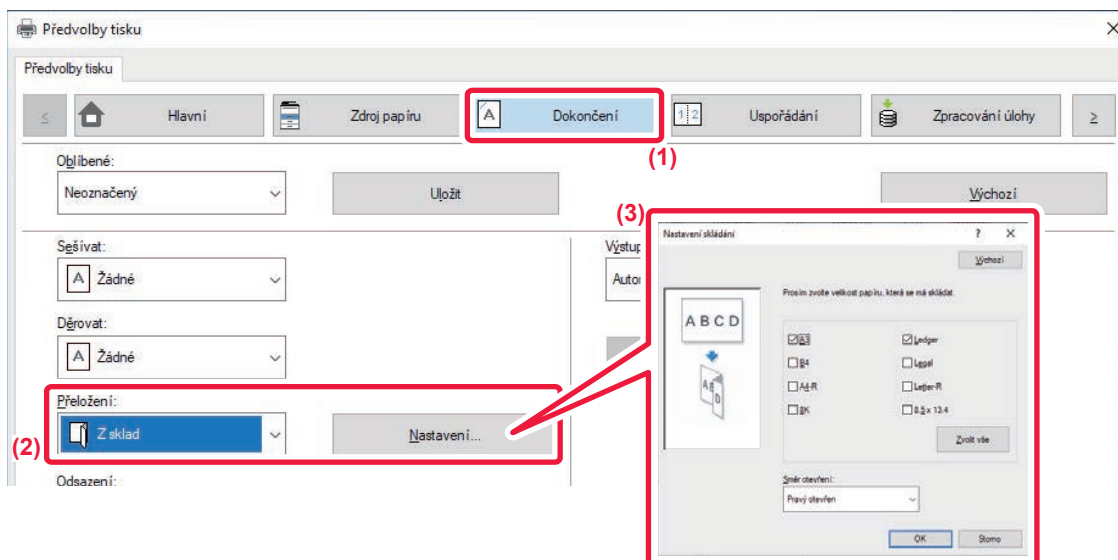 Předvolby tisku
Předvolby tisku
<
Hlavní
Zdroj papíru
A
Dokončení
1 2
Uspořádání
Zpracování úlohy
>
(1)
Oblíbené:
Neoznačený
Uložit
Výchozí
(3)
Sešívat:
A
Žádné
Výstup
Autor
Děrovat:
A
Žádné
Přeložení:
(2)
Z sklad
Nastavení...
Odsazení:
Nastavení skládání
?
Výchozí
Prosím zvolte velikost papíru, která se má skládat.
A B C D
A B
D
A3
Ledger
B4
Legal
A4-R
Letter-R
8K
8.5 x 13.4
Zvolit vše
Směr otevření:
Pravý otevřen
OK
Storno